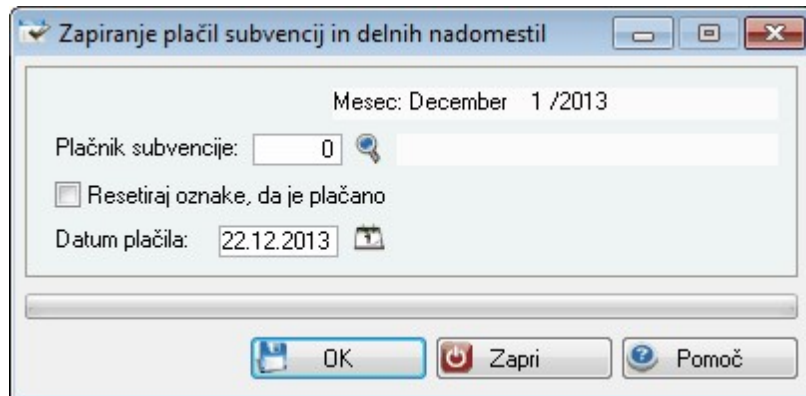 Zapiranje plačil subvencij in delnih nadomestil
Mesec: December 1 /2013
Plačnik subvencije: 0
Resetiraj oznake, da je plačano
Datum plačila: 22.12.2013
OK Zapri Pomoč